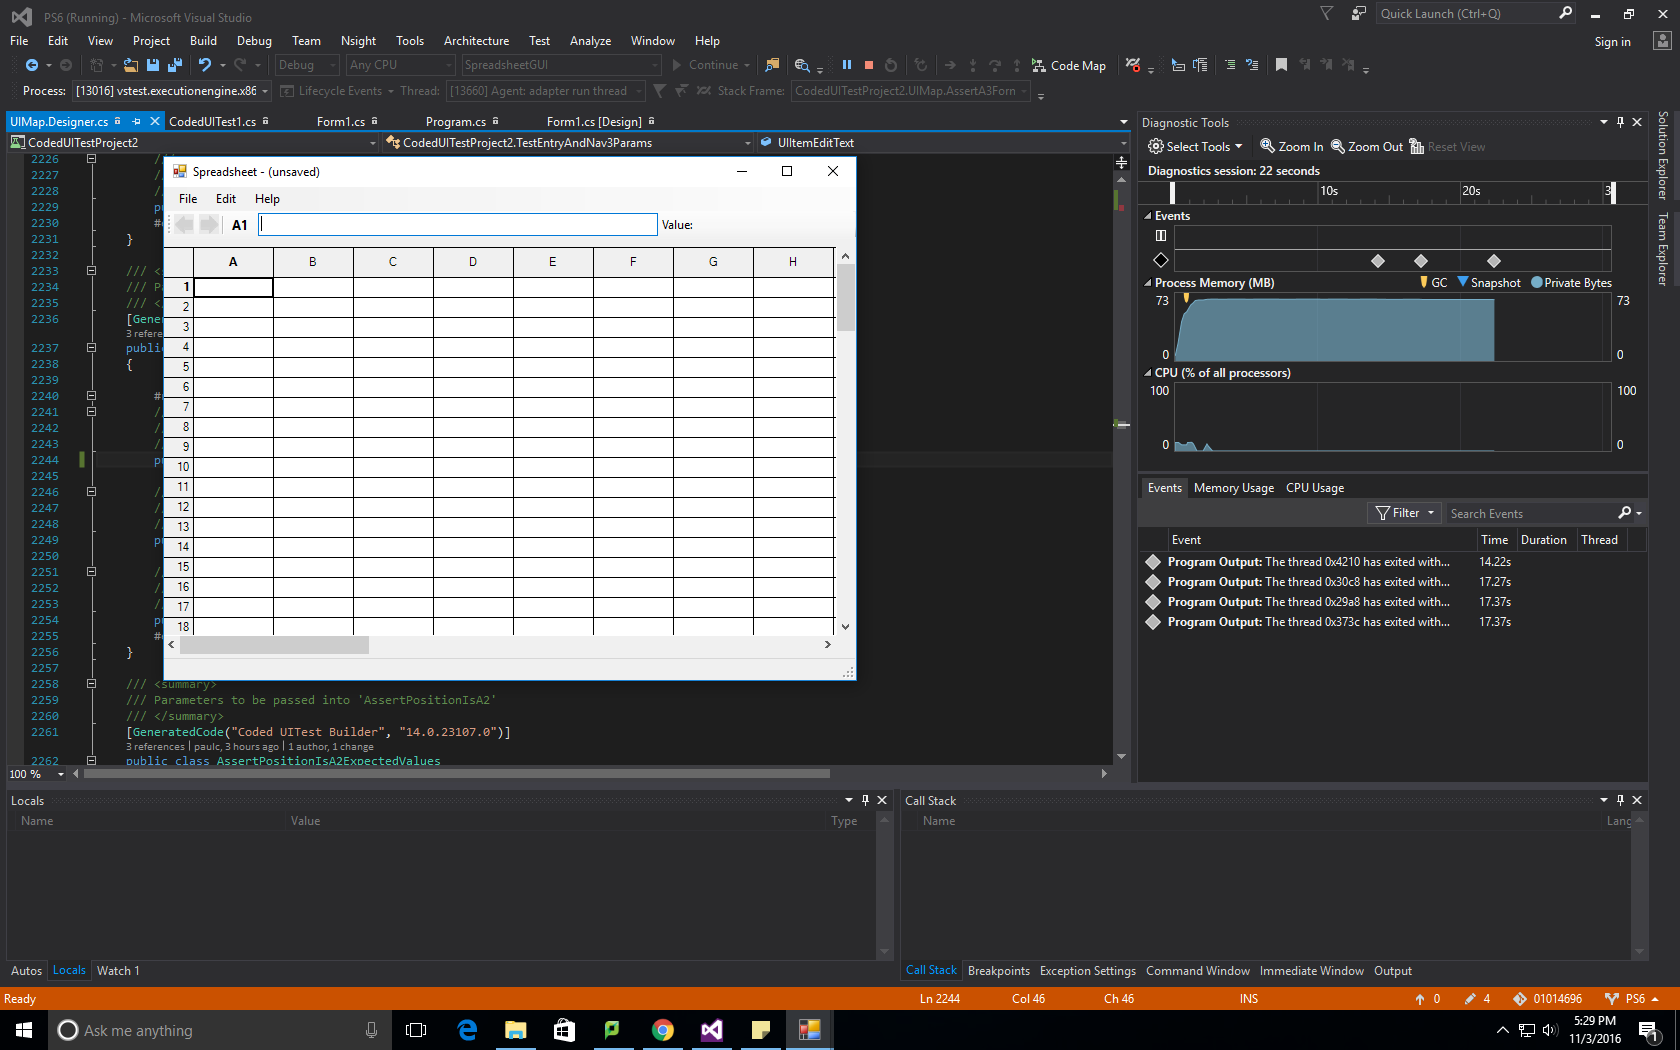 PS6 (Running) - Microsoft Visual Studio
Quick Launch (Ctrl+Q)
File Edit View Project Build Debug Team Nsight Tools Architecture Test Analyze Window Help
Sign in
Debug Any CPU SpreadsheetGUI Continue Code Map
Process: [13016] vstest.executionengine.x86 Lifecycle Events Thread: [13660] Agent: adapter run thread Stack Frame: CodedUITestProject2.UIMap.AssertA3Form
UIMap.Designer.cs CodedUITest1.cs Form1.cs Program.cs Form1.cs [Design]
CodedUITestProject2 CodedUITestProject2.TestEntryAndNav3Params UIItemEditText
2226
2227
2228
2229
2230
2231 }
2232
2233 /// <
2234 /// P
2235 /// </
2236 [Gene
3 refere
2237 public
2238 {
2239
2240 #
2241 /
2242 /
2243 /
2244 p
2245
2246 /
2247 /
2248 /
2249 p
2250
2251 /
2252 /
2253 /
2254 p
2255 #
2256 }
2257
2258 /// <summary>
2259 /// Parameters to be passed into 'AssertPositionIsA2'
2260 /// </summary>
2261 [GeneratedCode("Coded UITest Builder", "14.0.23107.0")]
3 references | paulc, 3 hours ago | 1 author, 1 change
2262 public class AssertPositionIsA2ExpectedValues
100 %
Spreadsheet - (unsaved)
File Edit Help
A1 Value:
A B C D E F G H
1
2
3
4
5
6
7
8
9
10
11
12
13
14
15
16
17
18
Diagnostic Tools
Select Tools Zoom In Zoom Out Reset View
Diagnostics session: 22 seconds
10s 20s 3
Events
Process Memory (MB) GC Snapshot Private Bytes
73 73
0 0
CPU (% of all processors)
100 100
0 0
Events Memory Usage CPU Usage
Filter Search Events
Event Time Duration Thread
Program Output: The thread 0x4210 has exited with... 14.22s
Program Output: The thread 0x30c8 has exited with... 17.27s
Program Output: The thread 0x29a8 has exited with... 17.37s
Program Output: The thread 0x373c has exited with... 17.37s
Solution Explorer
Team Explorer
Locals
Name Value Type
Autos Locals Watch 1
Call Stack
Name Lang
Call Stack Breakpoints Exception Settings Command Window Immediate Window Output
Ready Ln 2244 Col 46 Ch 46 INS 0 4 01014696 PS6
Ask me anything
5:29 PM
11/3/2016
1